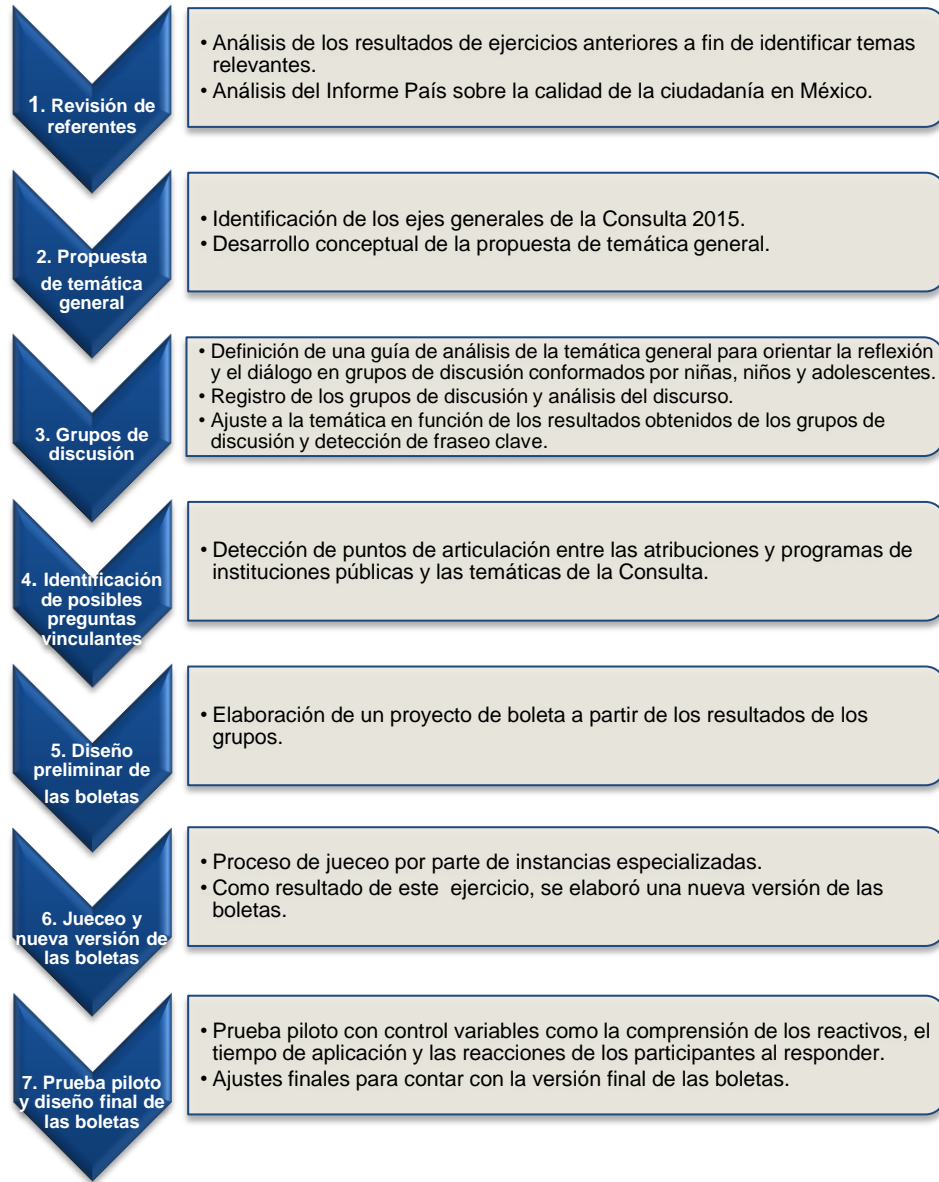 1. Revisión de
referentes
• Análisis de los resultados de ejercicios anteriores a fin de identificar temas
relevantes.
• Análisis del Informe País sobre la calidad de la ciudadanía en México.
2. Propuesta
de temática
general
• Identificación de los ejes generales de la Consulta 2015.
• Desarrollo conceptual de la propuesta de temática general.
3. Grupos de
discusión
• Definición de una guía de análisis de la temática general para orientar la reflexión
y el diálogo en grupos de discusión conformados por niñas, niños y adolescentes.
• Registro de los grupos de discusión y análisis del discurso.
• Ajuste a la temática en función de los resultados obtenidos de los grupos de
discusión y detección de fraseo clave.
4. Identificación
de posibles
preguntas
vinculantes
• Detección de puntos de articulación entre las atribuciones y programas de
instituciones públicas y las temáticas de la Consulta.
5. Diseño
preliminar de
las boletas
• Elaboración de un proyecto de boleta a partir de los resultados de los
grupos.
6. Jueceo y
nueva versión de
las boletas
• Proceso de jueceo por parte de instancias especializadas.
• Como resultado de este ejercicio, se elaboró una nueva versión de las
boletas.
7. Prueba piloto
y diseño final de
las boletas
• Prueba piloto con control variables como la comprensión de los reactivos, el
tiempo de aplicación y las reacciones de los participantes al responder.
• Ajustes finales para contar con la versión final de las boletas.